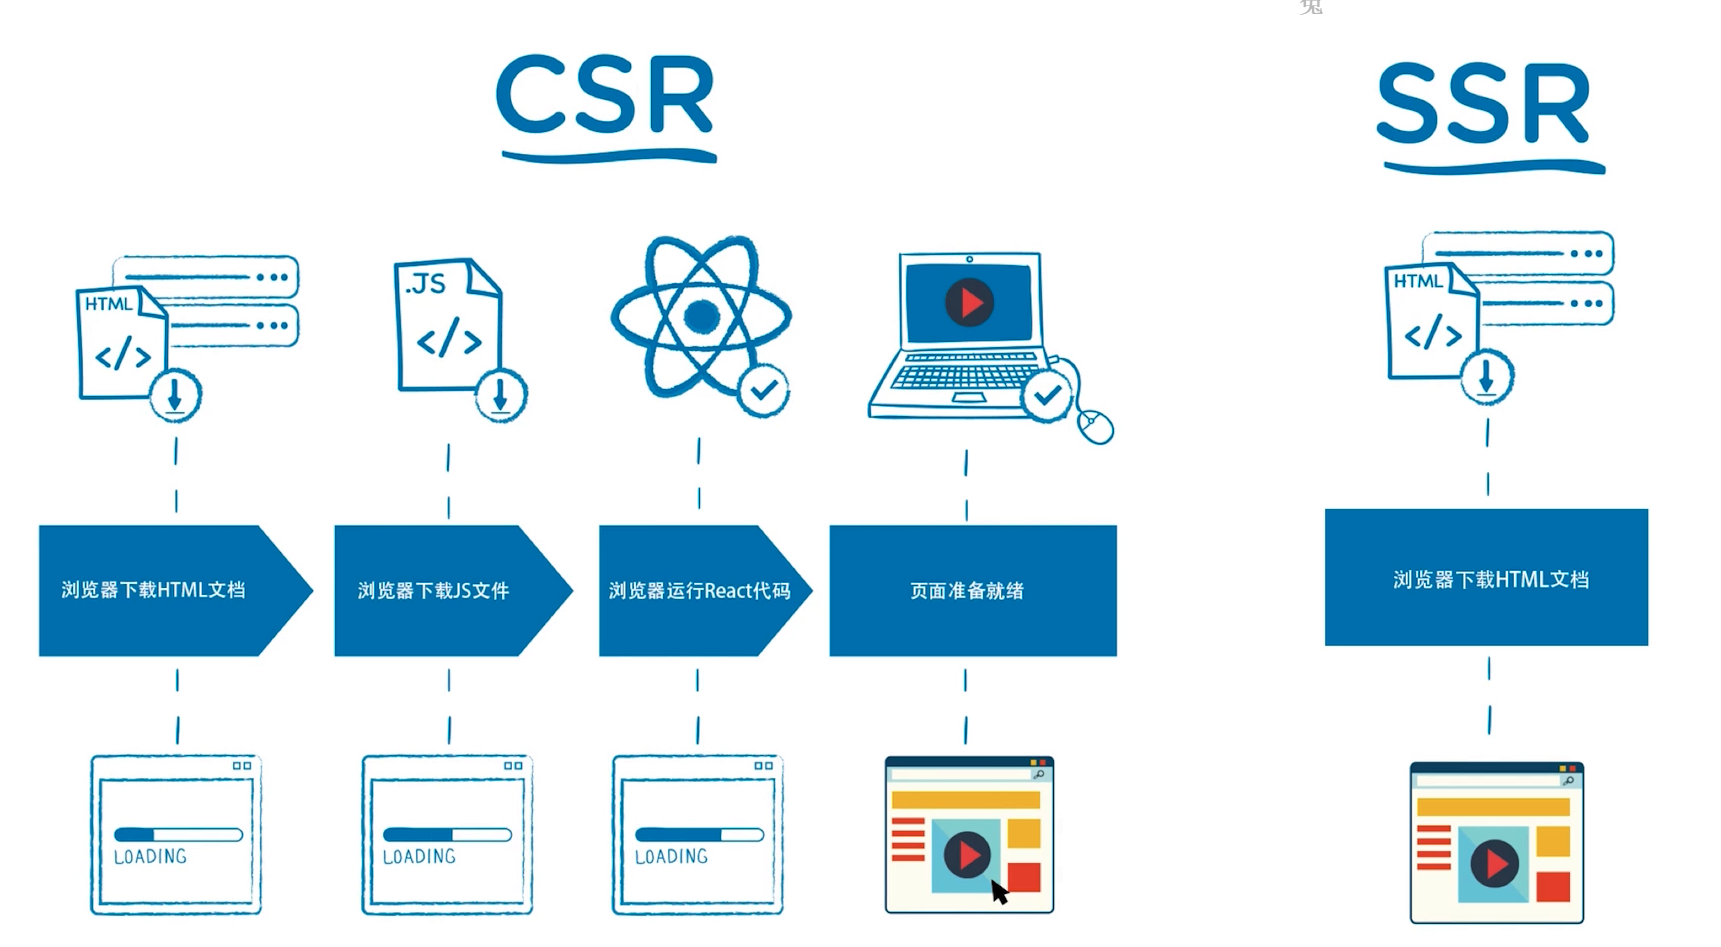 兔
CSR
SSR
HTML
.JS
HTML
</>
</>
</>
浏览器下载HTML文档
浏览器下载JS文件
浏览器运行React代码
页面准备就绪
浏览器下载HTML文档
LOADING
LOADING
LOADING